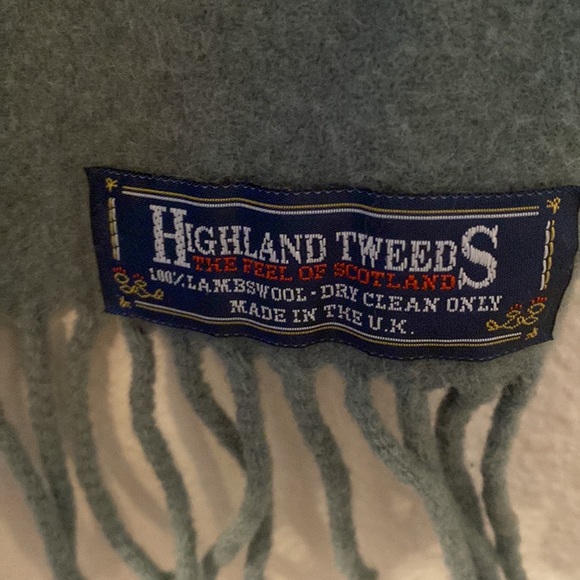 HIGHLAND TWEEDS
THE FEEL OF SCOTLAND
100% LAMBSWOOL - DRY CLEAN ONLY
MADE IN THE U.K.